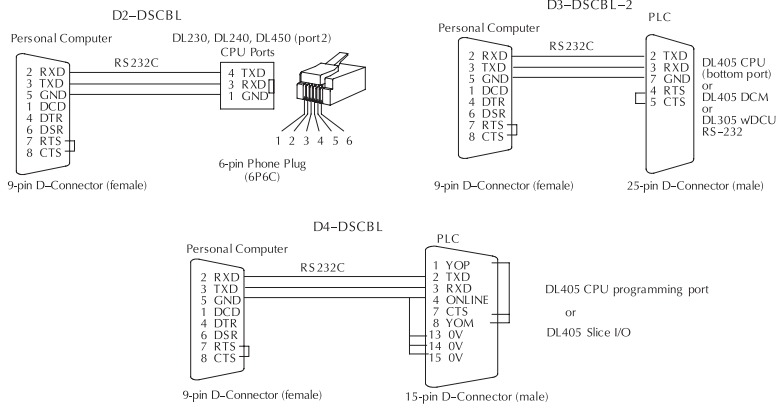 D2–DSCBL
Personal Computer
DL230, DL240, DL450 (port2)
CPU Ports
RS232C
2 RXD
3 TXD
5 GND
1 DCD
4 DTR
6 DSR
7 RTS
8 CTS
4 TXD
3 RXD
1 GND
1 2 3 4 5 6
6-pin Phone Plug
(6P6C)
9-pin D–Connector (female)
D3–DSCBL–2
Personal Computer
PLC
RS232C
2 RXD
3 TXD
5 GND
1 DCD
4 DTR
6 DSR
7 RTS
8 CTS
2 TXD
3 RXD
7 GND
4 RTS
5 CTS
DL405 CPU
(bottom port)
or
DL405 DCM
or
DL305 wDCU
RS–232
9-pin D–Connector (female)
25-pin D–Connector (male)
D4–DSCBL
Personal Computer
PLC
RS232C
2 RXD
3 TXD
5 GND
1 DCD
4 DTR
6 DSR
7 RTS
8 CTS
1 YOP
2 TXD
3 RXD
4 ONLINE
7 CTS
8 YOM
13 0V
14 0V
15 0V
DL405 CPU programming port
or
DL405 Slice I/O
9-pin D–Connector (female)
15-pin D–Connector (male)